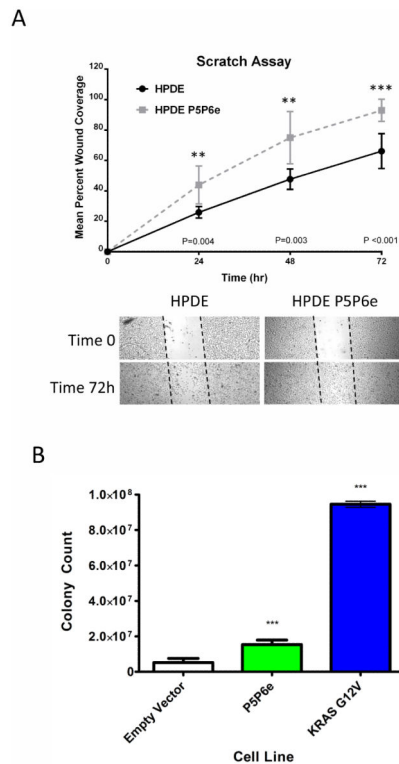 A
Scratch Assay
HPDE
HPDE P5P6e
Mean Percent Wound Coverage
120
100
80
60
40
20
0
** ** ***
P=0.004 P=0.003 P <0.001
0 24 48 72
Time (hr)
HPDE HPDE P5P6e
Time 0
Time 72h
B
Colony Count
1.0×10⁸
8.0×10⁷
6.0×10⁷
4.0×10⁷
2.0×10⁷
0
*** ***
Empty Vector P5P6e KRAS G12V
Cell Line